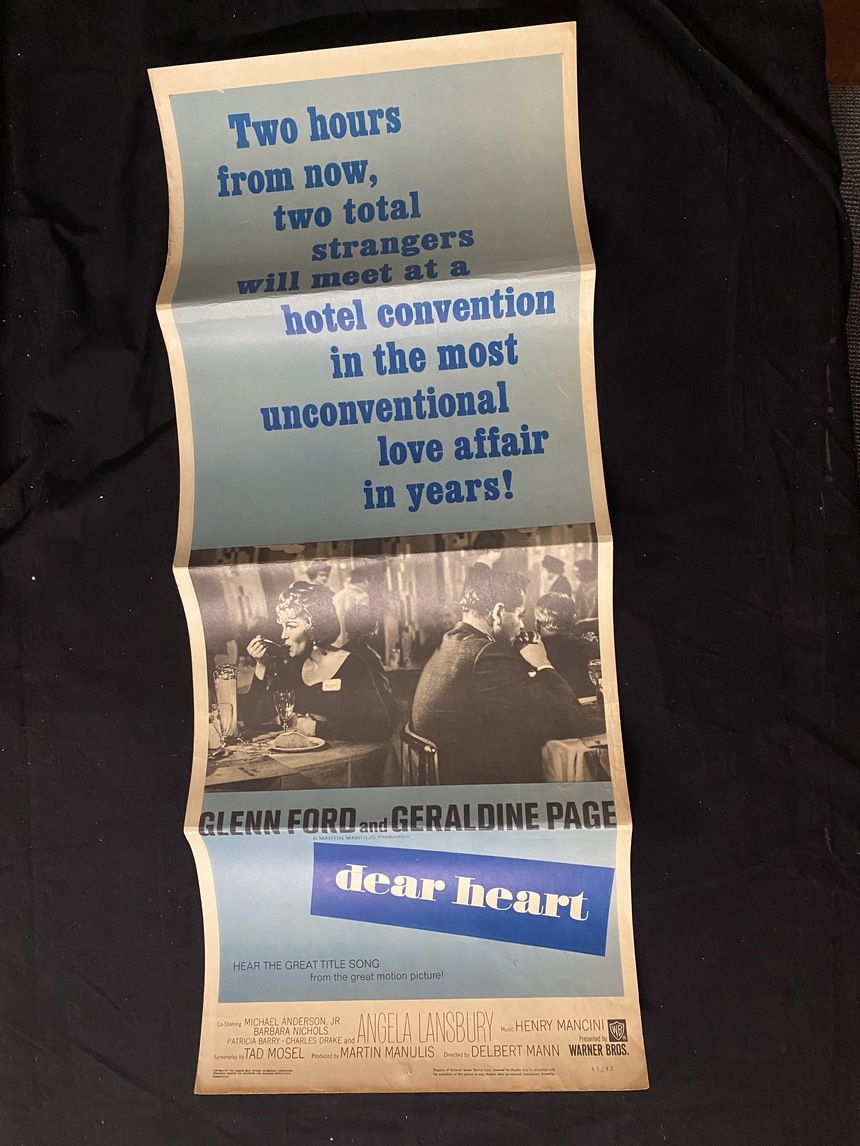 Two hours
from now,
two total
strangers
will meet at a
hotel convention
in the most
unconventional
love affair
in years!
GLENN FORD and GERALDINE PAGE
A MARTIN MANULIS Production
dear heart
HEAR THE GREAT TITLE SONG
from the great motion picture!
Co-Starring MICHAEL ANDERSON, JR.
BARBARA NICHOLS
PATRICIA BARRY · CHARLES DRAKE and ANGELA LANSBURY Music HENRY MANCINI
Presented by
Screenplay by TAD MOSEL Produced by MARTIN MANULIS Directed by DELBERT MANN WARNER BROS.
WB